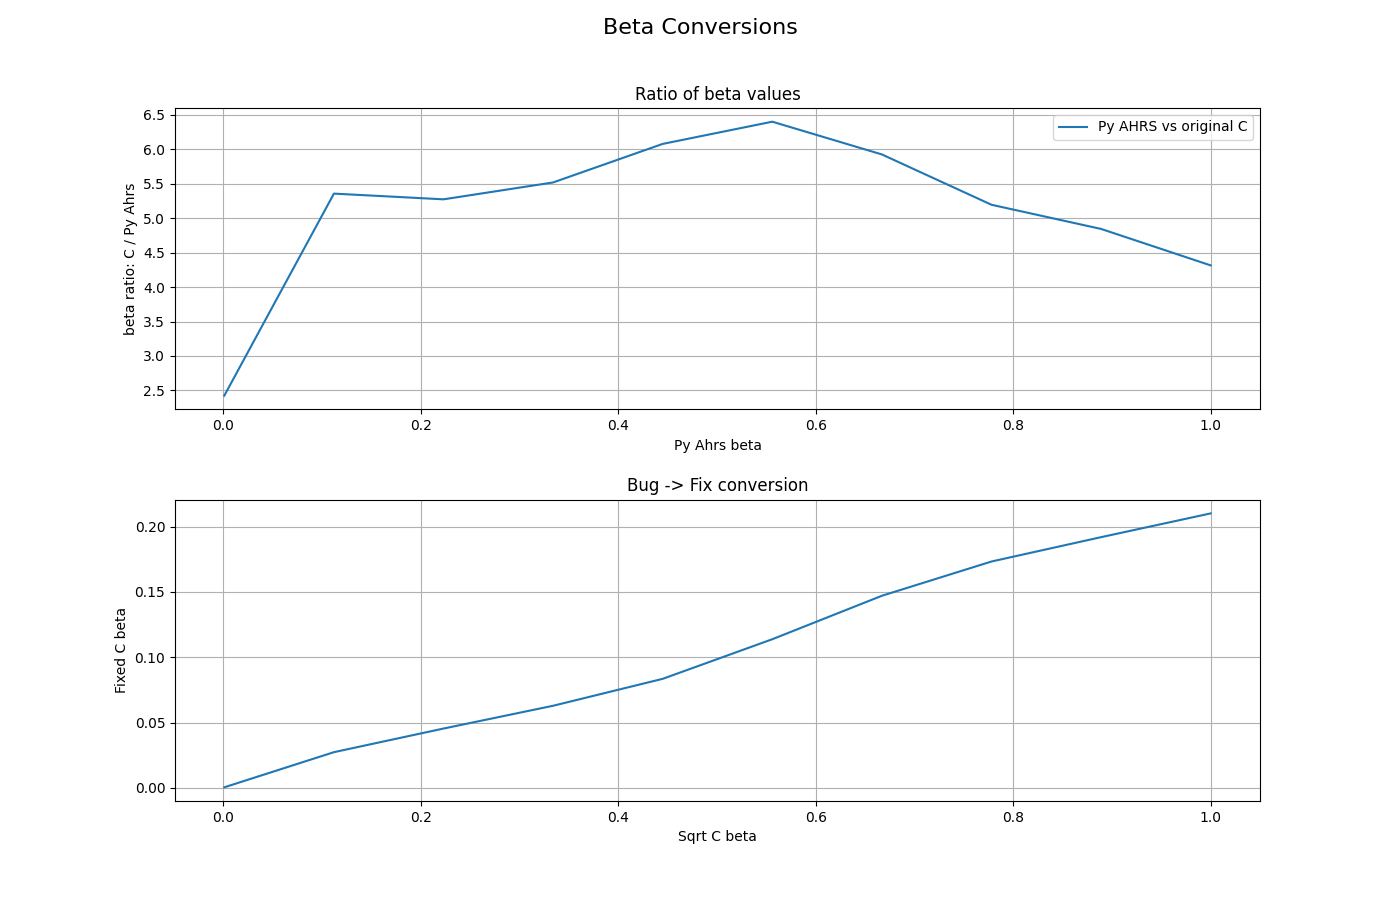 Beta Conversions
Ratio of beta values
6.5
6.0
5.5
5.0
4.5
4.0
3.5
3.0
2.5
beta ratio: C / Py Ahrs
Py AHRS vs original C
0.0 0.2 0.4 0.6 0.8 1.0
Py Ahrs beta
Bug -> Fix conversion
0.20
0.15
0.10
0.05
0.00
Fixed C beta
0.0 0.2 0.4 0.6 0.8 1.0
Sqrt C beta